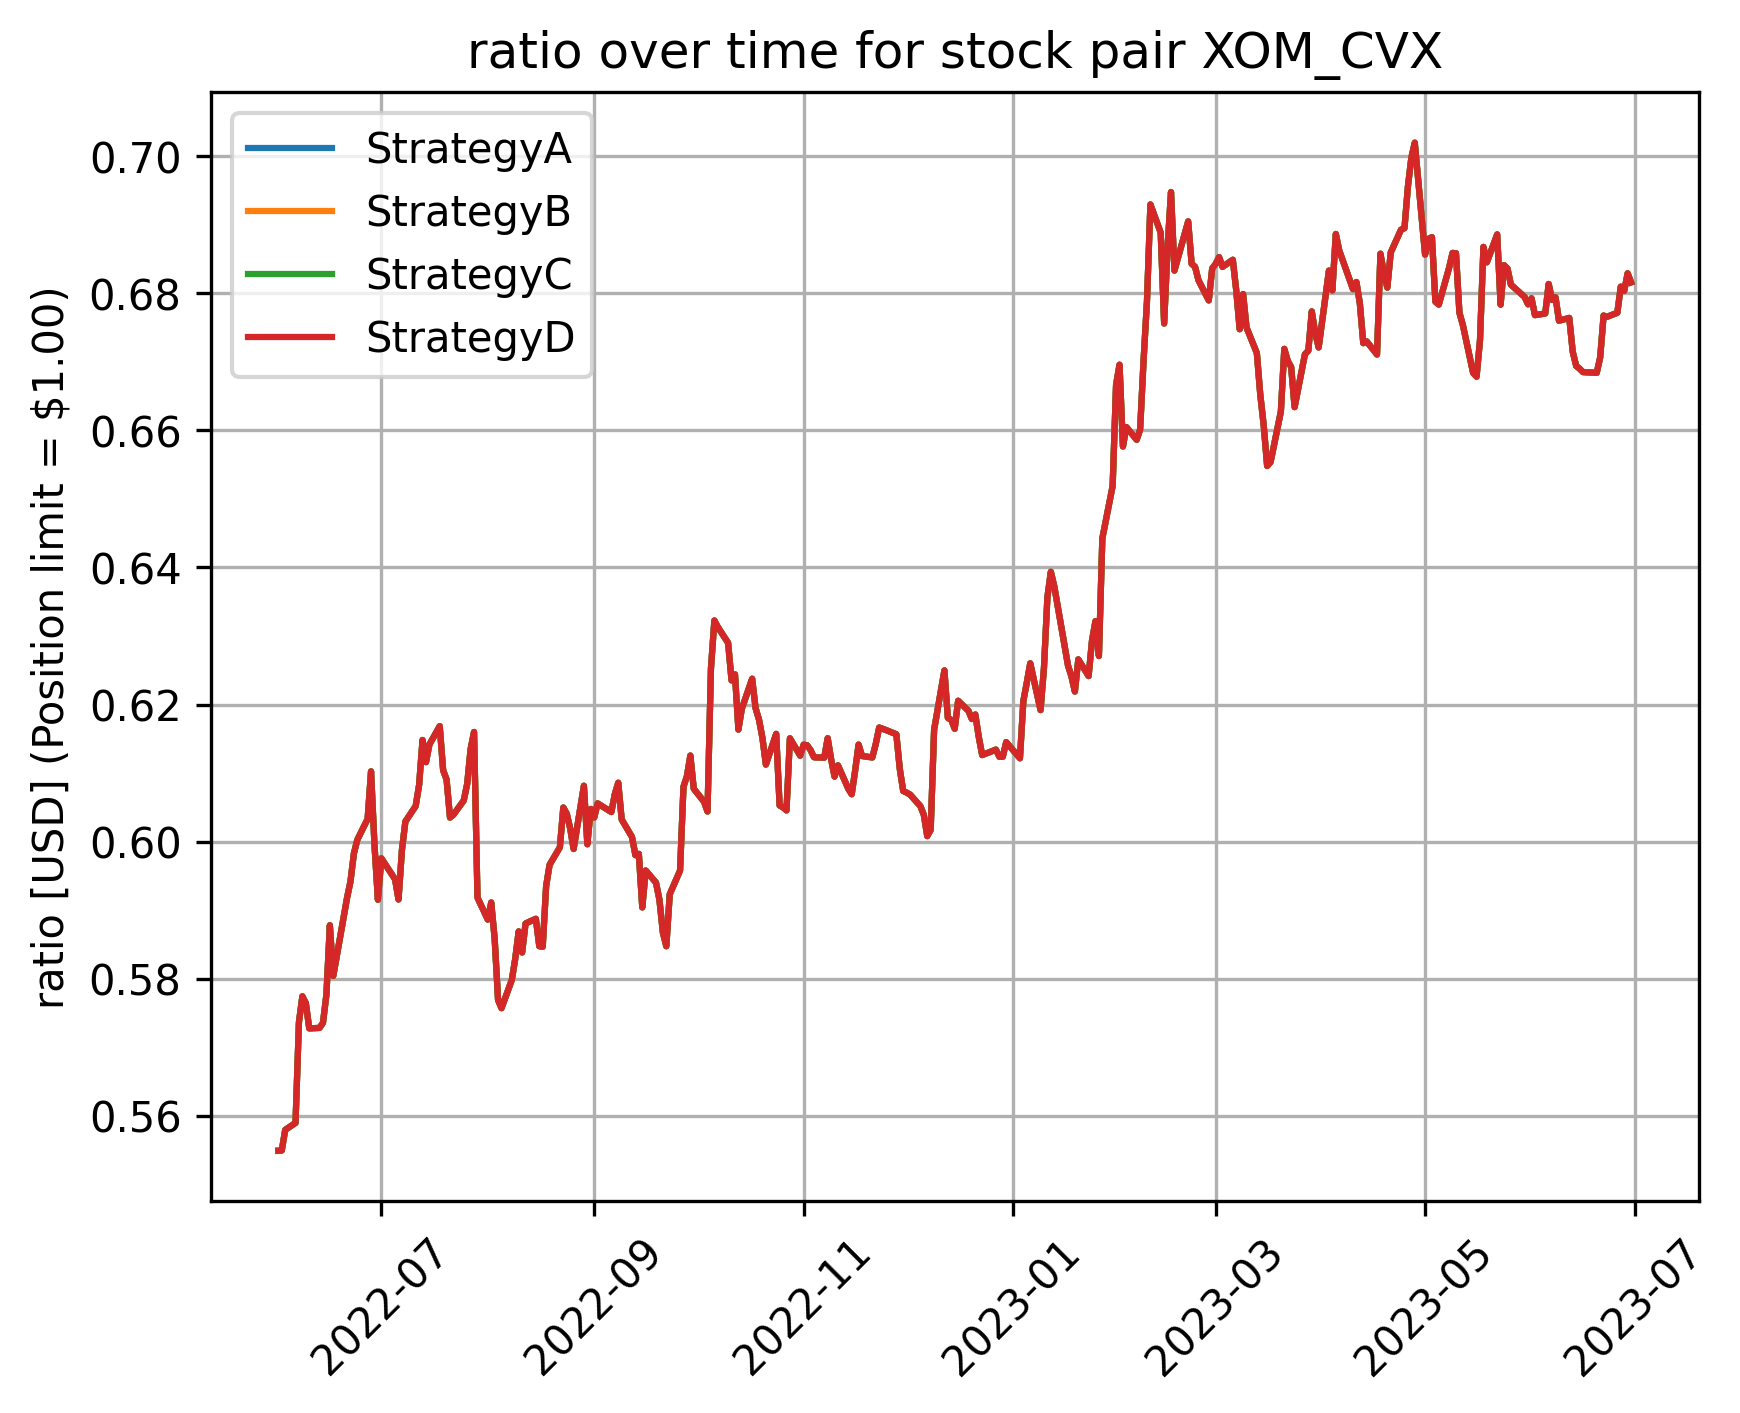 ratio over time for stock pair XOM_CVX
StrategyA
StrategyB
StrategyC
StrategyD
ratio [USD] (Position limit = $1.00)
0.70
0.68
0.66
0.64
0.62
0.60
0.58
0.56
2022-07
2022-09
2022-11
2023-01
2023-03
2023-05
2023-07